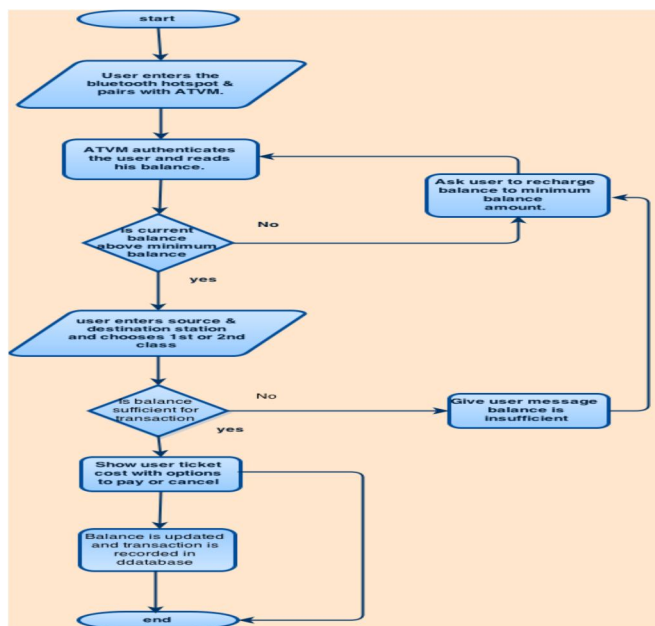 start
User enters the
bluetooth hotspot &
pairs with ATVM.
ATVM authenticates
the user and reads
his balance.
Ask user to recharge
balance to minimum
balance
amount.
Is current
balance
above minimum
balance
No
yes
user enters source &
destination station
and chooses 1st or 2nd
class
Is balance
sufficient for
transaction
No
yes
Give user message
balance is
insufficient
Show user ticket
cost with options
to pay or cancel
Balance is updated
and transaction is
recorded in
ddatabase
end